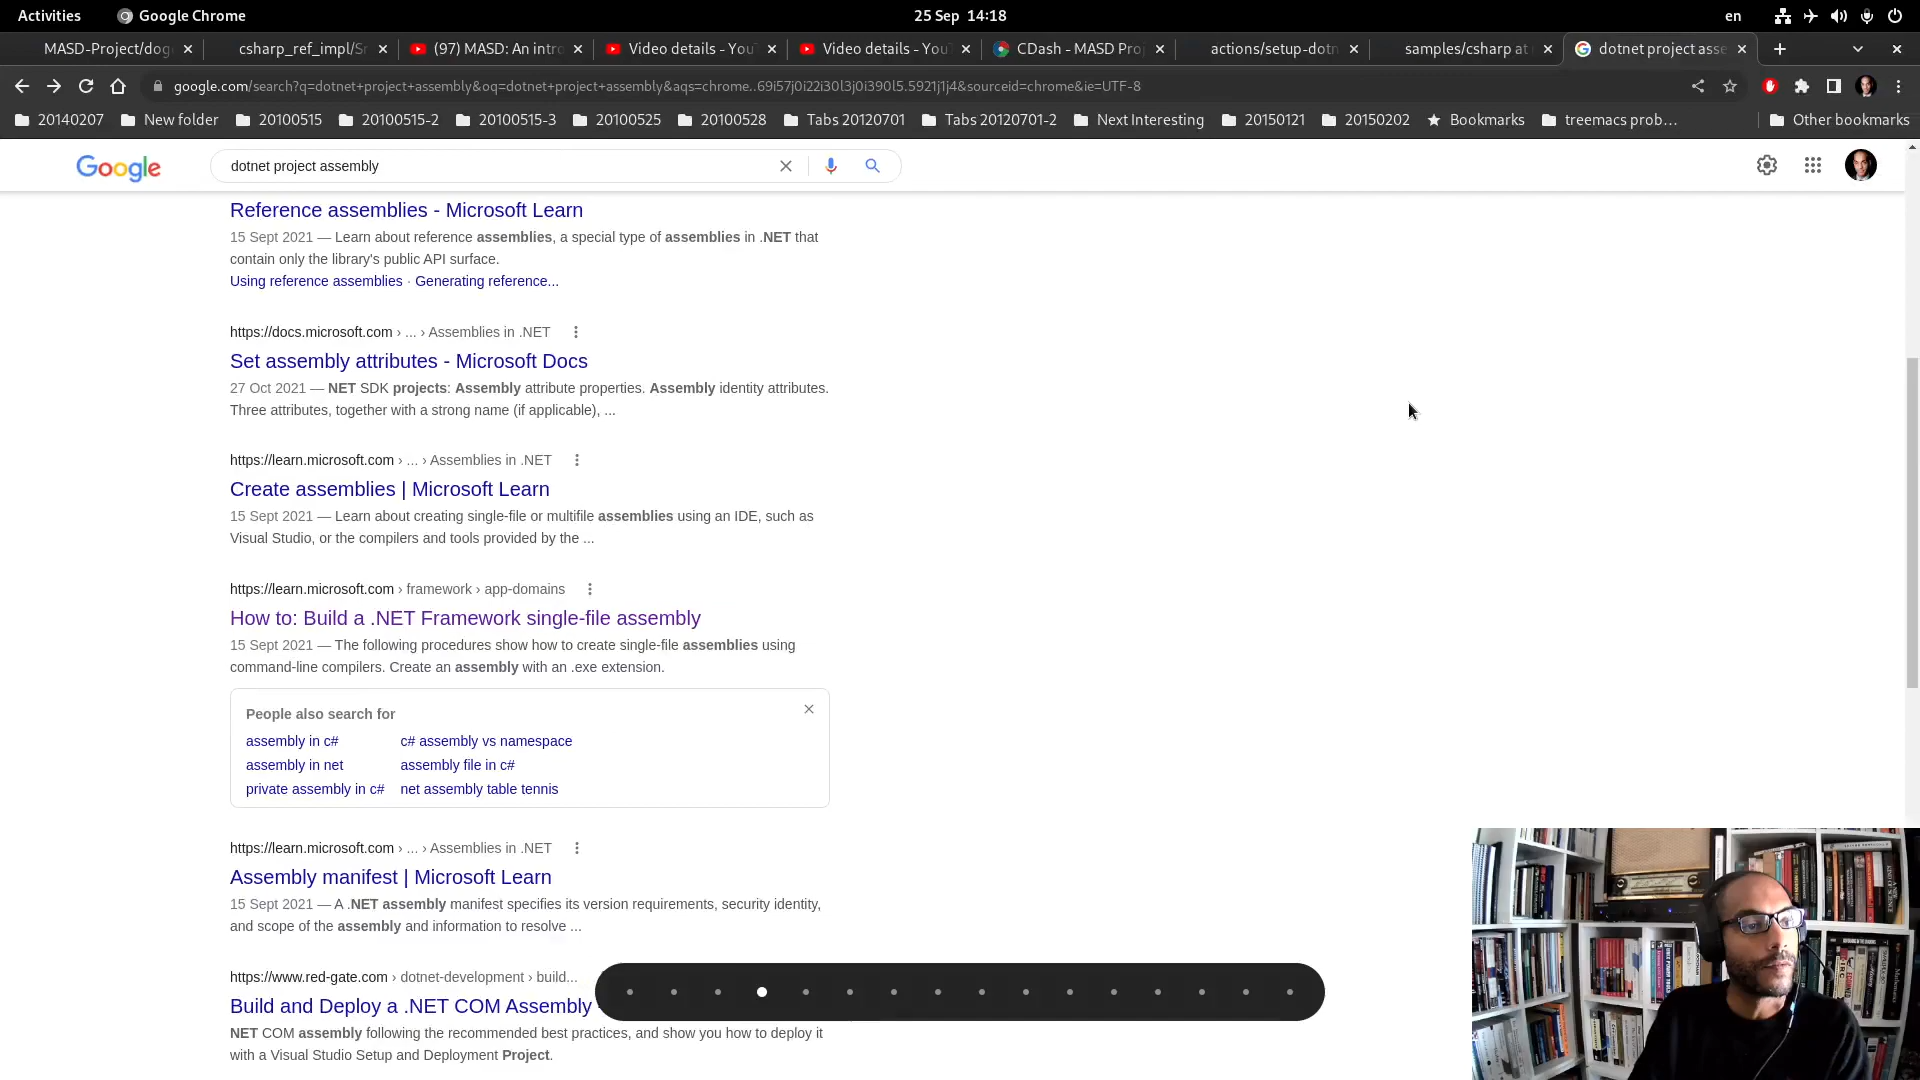 Activities Google Chrome 25 Sep 14:18 en
MASD-Project/dog csharp_ref_impl/Sr (97) MASD: An intro Video details - You Video details - You CDash - MASD Pro actions/setup-dotn samples/csharp at dotnet project asse
google.com/search?q=dotnet+project+assembly&oq=dotnet+project+assembly&aqs=chrome..69i57j0i22i30l3j0i390l5.5921j1j4&sourceid=chrome&ie=UTF-8
20140207 New folder 20100515 20100515-2 20100515-3 20100525 20100528 Tabs 20120701 Tabs 20120701-2 Next Interesting 20150121 20150202 Bookmarks treemacs prob… Other bookmarks
Google dotnet project assembly
Reference assemblies - Microsoft Learn
15 Sept 2021 — Learn about reference assemblies, a special type of assemblies in .NET that
contain only the library's public API surface.
Using reference assemblies · Generating reference...
https://docs.microsoft.com › ... › Assemblies in .NET
Set assembly attributes - Microsoft Docs
27 Oct 2021 — NET SDK projects: Assembly attribute properties. Assembly identity attributes.
Three attributes, together with a strong name (if applicable), ...
https://learn.microsoft.com › ... › Assemblies in .NET
Create assemblies | Microsoft Learn
15 Sept 2021 — Learn about creating single-file or multifile assemblies using an IDE, such as
Visual Studio, or the compilers and tools provided by the ...
https://learn.microsoft.com › framework › app-domains
How to: Build a .NET Framework single-file assembly
15 Sept 2021 — The following procedures show how to create single-file assemblies using
command-line compilers. Create an assembly with an .exe extension.
People also search for
assembly in c# c# assembly vs namespace
assembly in net assembly file in c#
private assembly in c# net assembly table tennis
https://learn.microsoft.com › ... › Assemblies in .NET
Assembly manifest | Microsoft Learn
15 Sept 2021 — A .NET assembly manifest specifies its version requirements, security identity,
and scope of the assembly and information to resolve ...
https://www.red-gate.com › dotnet-development › build...
Build and Deploy a .NET COM Assembly
NET COM assembly following the recommended best practices, and show you how to deploy it
with a Visual Studio Setup and Deployment Project.